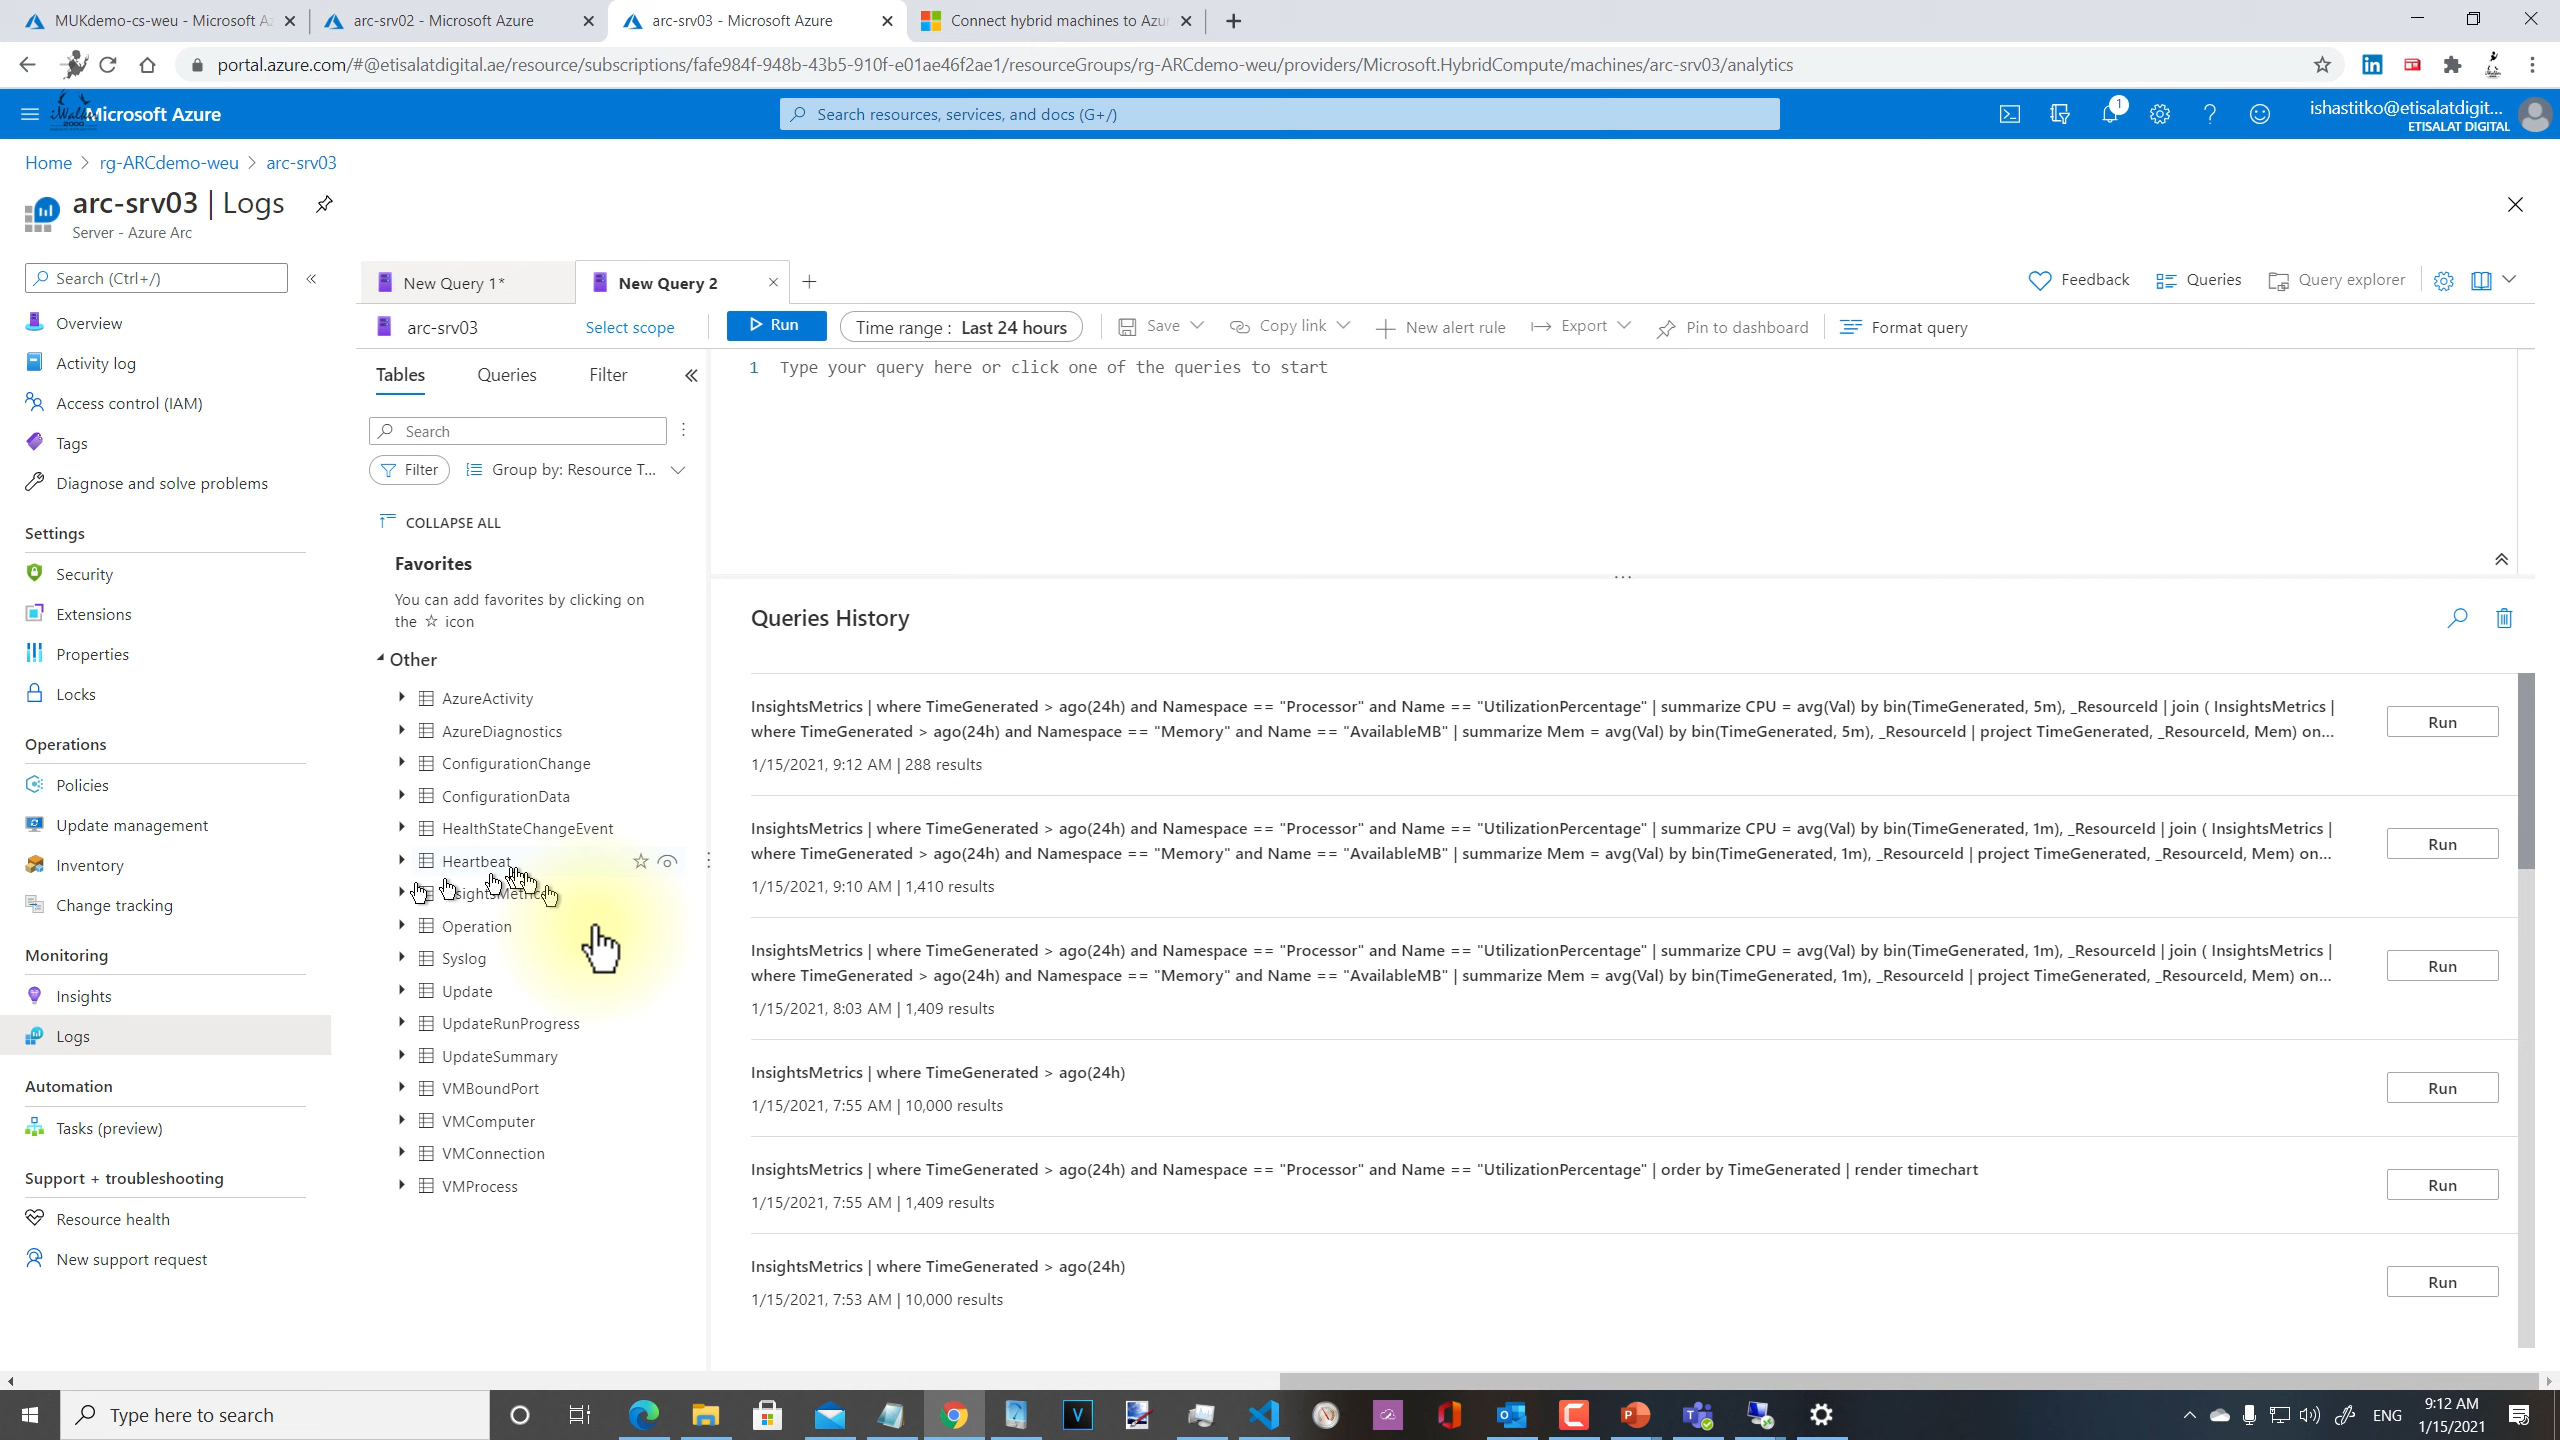 MUKdemo-cs-weu - Microsoft Az
arc-srv02 - Microsoft Azure
arc-srv03 - Microsoft Azure
Connect hybrid machines to Azur
portal.azure.com/#@etisalatdigital.ae/resource/subscriptions/fafe984f-948b-43b5-910f-e01ae46f2ae1/resourceGroups/rg-ARCdemo-weu/providers/Microsoft.HybridCompute/machines/arc-srv03/analytics
Microsoft Azure
Search resources, services, and docs (G+/)
1
ishastitko@etisalatdigit...
ETISALAT DIGITAL
Home > rg-ARCdemo-weu > arc-srv03
arc-srv03 | Logs
Server - Azure Arc
Search (Ctrl+/)
Overview
Activity log
Access control (IAM)
Tags
Diagnose and solve problems
Settings
Security
Extensions
Properties
Locks
Operations
Policies
Update management
Inventory
Change tracking
Monitoring
Insights
Logs
Automation
Tasks (preview)
Support + troubleshooting
Resource health
New support request
New Query 1*
New Query 2
Feedback
Queries
Query explorer
arc-srv03
Select scope
Run
Time range : Last 24 hours
Save
Copy link
New alert rule
Export
Pin to dashboard
Format query
Tables
Queries
Filter
Search
Filter
Group by: Resource T...
COLLAPSE ALL
Favorites
You can add favorites by clicking on
the ☆ icon
Other
AzureActivity
AzureDiagnostics
ConfigurationChange
ConfigurationData
HealthStateChangeEvent
Heartbeat
Operation
Syslog
Update
UpdateRunProgress
UpdateSummary
VMBoundPort
VMComputer
VMConnection
VMProcess
1 Type your query here or click one of the queries to start
Queries History
InsightsMetrics | where TimeGenerated > ago(24h) and Namespace == "Processor" and Name == "UtilizationPercentage" | summarize CPU = avg(Val) by bin(TimeGenerated, 5m), _ResourceId | join ( InsightsMetrics |
where TimeGenerated > ago(24h) and Namespace == "Memory" and Name == "AvailableMB" | summarize Mem = avg(Val) by bin(TimeGenerated, 5m), _ResourceId | project TimeGenerated, _ResourceId, Mem) on...
1/15/2021, 9:12 AM | 288 results
Run
InsightsMetrics | where TimeGenerated > ago(24h) and Namespace == "Processor" and Name == "UtilizationPercentage" | summarize CPU = avg(Val) by bin(TimeGenerated, 1m), _ResourceId | join ( InsightsMetrics |
where TimeGenerated > ago(24h) and Namespace == "Memory" and Name == "AvailableMB" | summarize Mem = avg(Val) by bin(TimeGenerated, 1m), _ResourceId | project TimeGenerated, _ResourceId, Mem) on...
1/15/2021, 9:10 AM | 1,410 results
Run
InsightsMetrics | where TimeGenerated > ago(24h) and Namespace == "Processor" and Name == "UtilizationPercentage" | summarize CPU = avg(Val) by bin(TimeGenerated, 1m), _ResourceId | join ( InsightsMetrics |
where TimeGenerated > ago(24h) and Namespace == "Memory" and Name == "AvailableMB" | summarize Mem = avg(Val) by bin(TimeGenerated, 1m), _ResourceId | project TimeGenerated, _ResourceId, Mem) on...
1/15/2021, 8:03 AM | 1,409 results
Run
InsightsMetrics | where TimeGenerated > ago(24h)
1/15/2021, 7:55 AM | 10,000 results
Run
InsightsMetrics | where TimeGenerated > ago(24h) and Namespace == "Processor" and Name == "UtilizationPercentage" | order by TimeGenerated | render timechart
1/15/2021, 7:55 AM | 1,409 results
Run
InsightsMetrics | where TimeGenerated > ago(24h)
1/15/2021, 7:53 AM | 10,000 results
Run
Type here to search
ENG
9:12 AM
1/15/2021